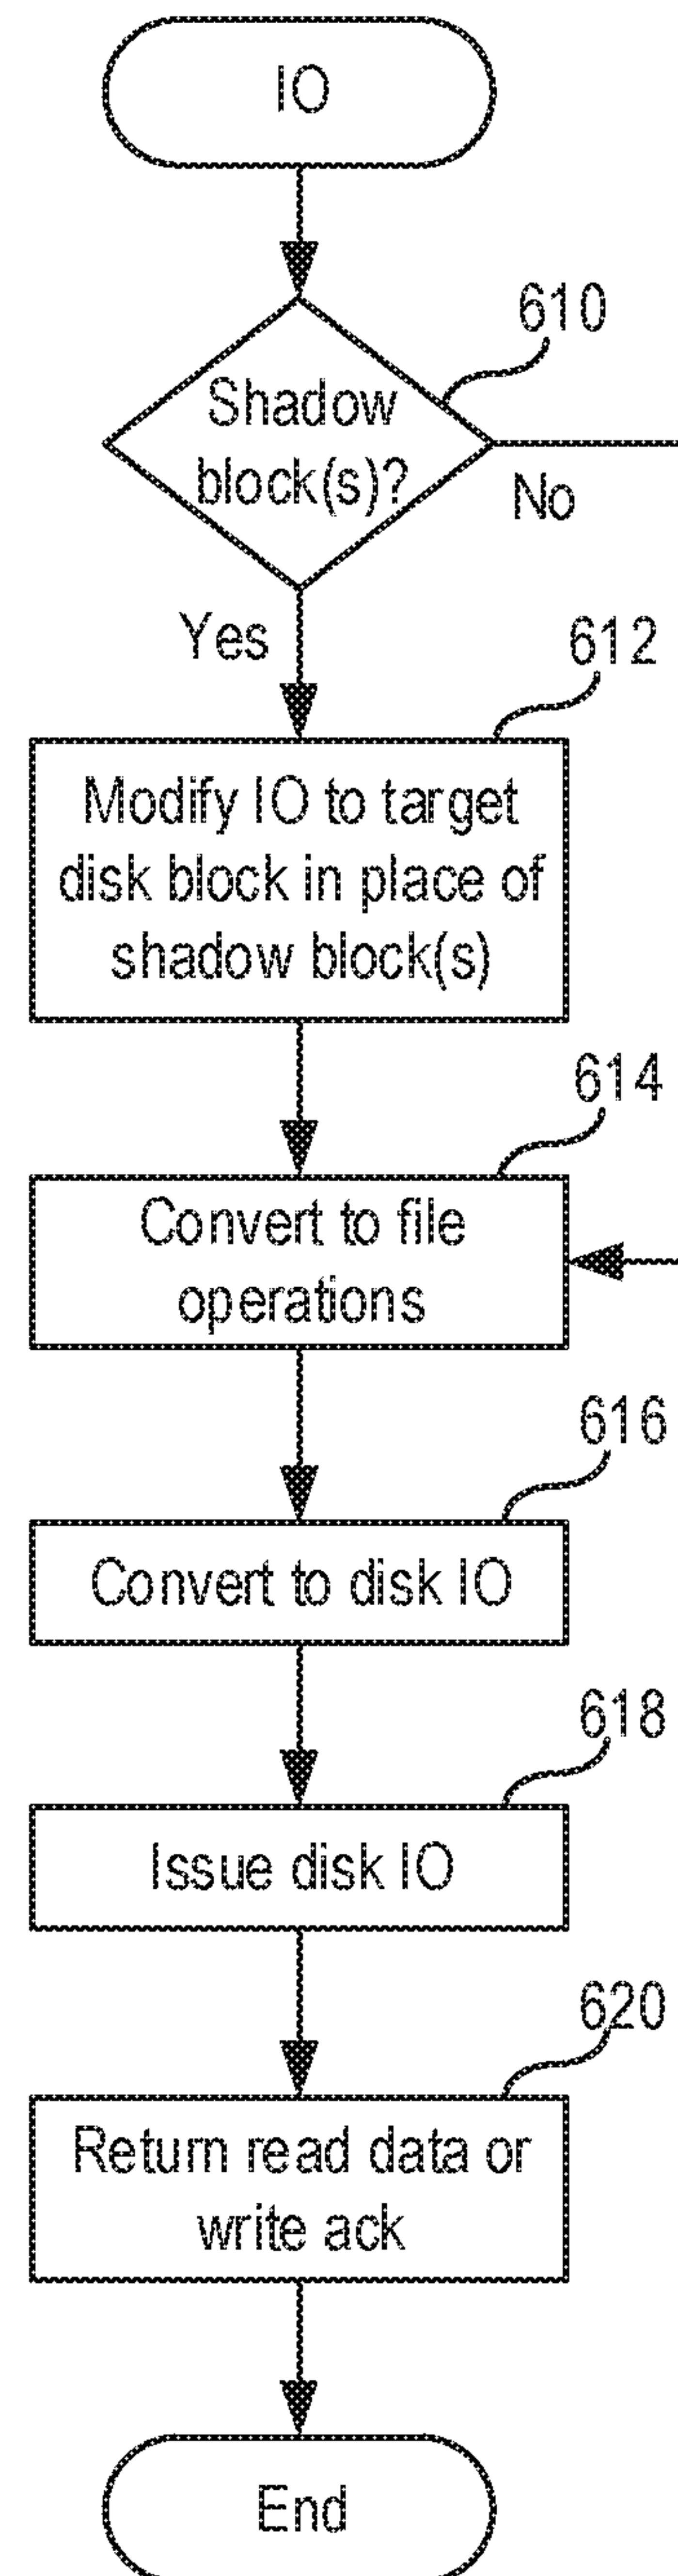 IO
610
Shadow
block(s)?
No
Yes
612
Modify IO to target
disk block in place of
shadow block(s)
614
Convert to file
operations
616
Convert to disk IO
618
Issue disk IO
620
Return read data or
write ack
End